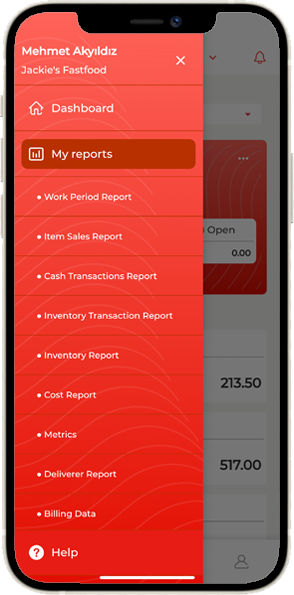 Mehmet Akyıldız
Jackie's Fastfood
Dashboard
My reports
Work Period Report
Item Sales Report
Open
Cash Transactions Report
0.00
Inventory Transaction Report
Inventory Report
213.50
Cost Report
Metrics
517.00
Deliverer Report
Billing Data
Help